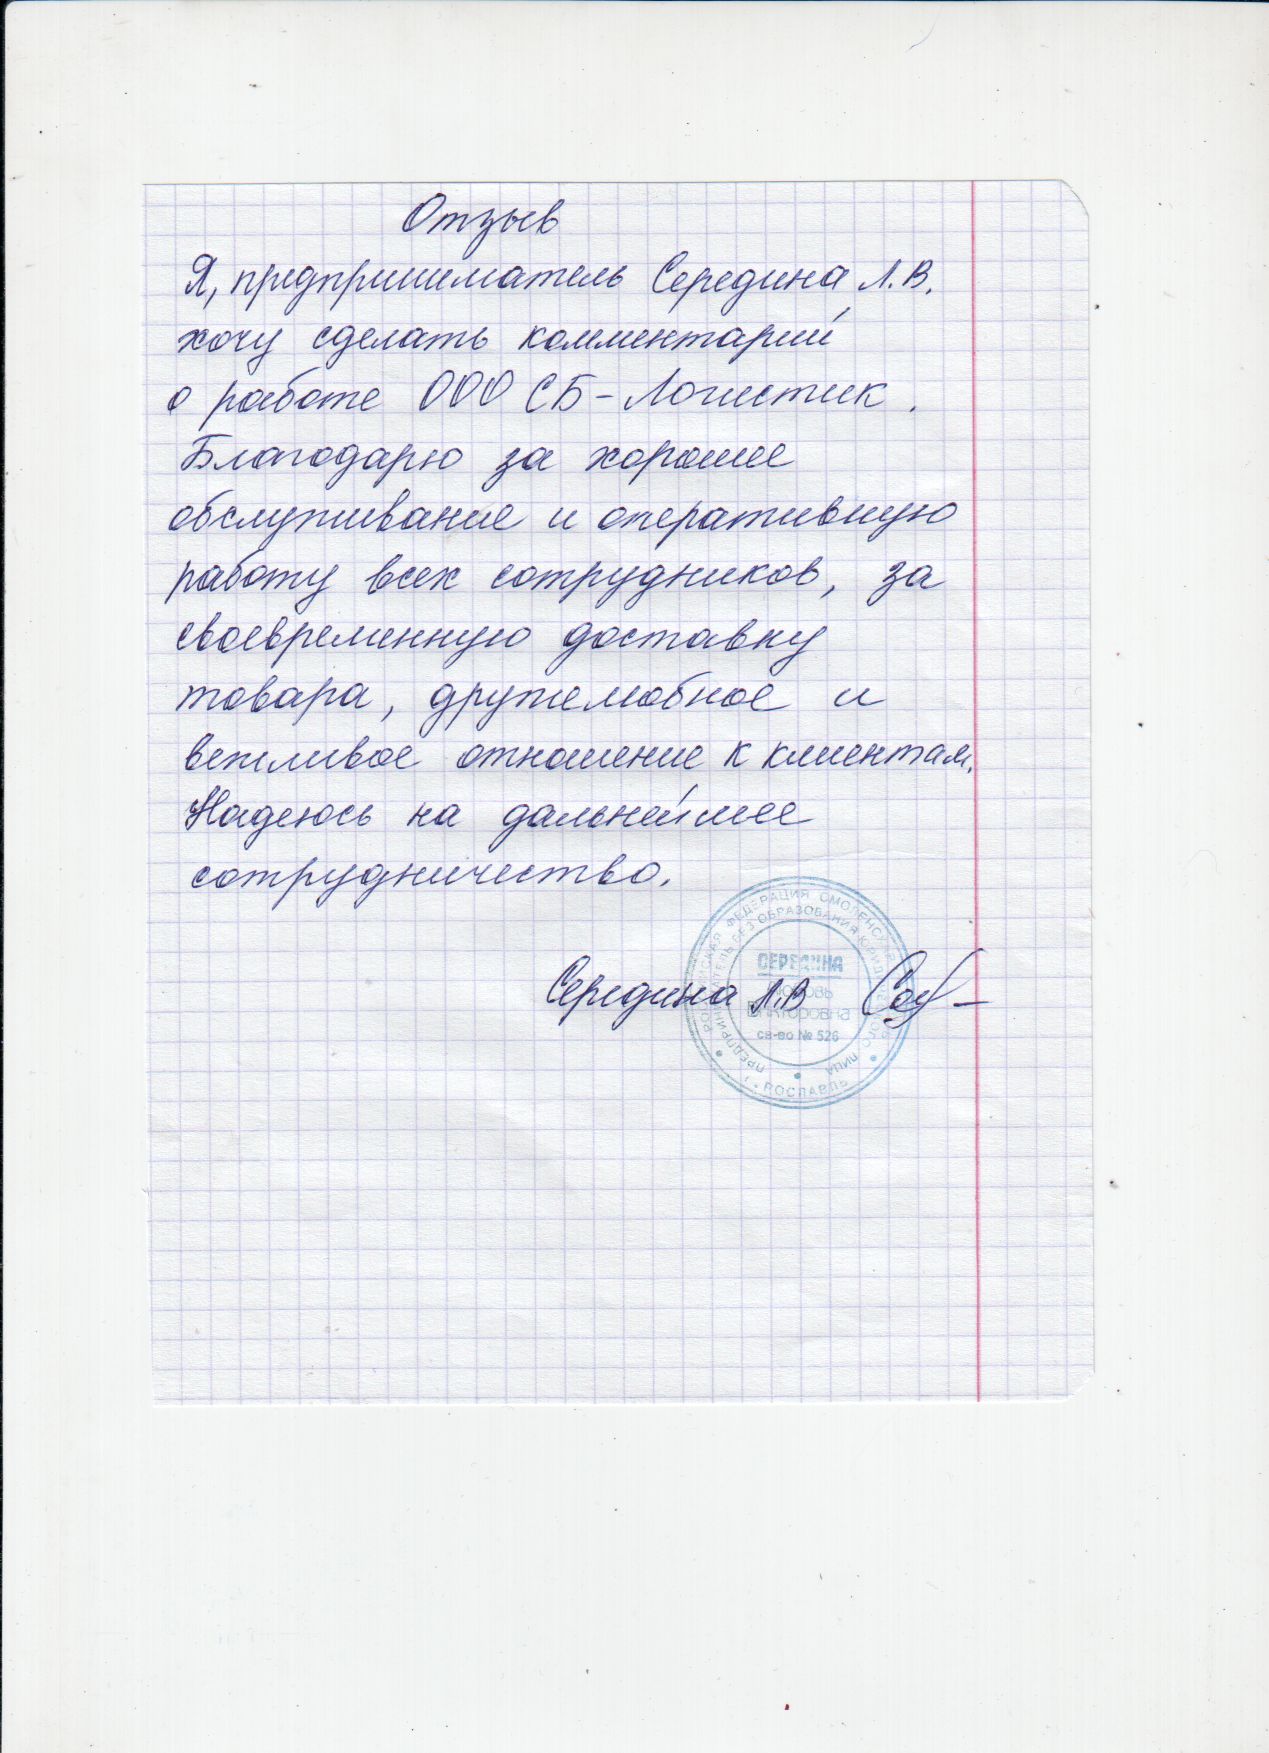 Отзыв
Я, предприниматель Середина Л.В.
хочу сделать комментарий
о работе ООО СБ-Логистик.
Благодарю за хорошее
обслуживание и оперативную
работу всех сотрудников, за
своевременную доставку
товара, дружелюбное и
вежливое отношение к клиентам.
Надеюсь на дальнейшее
сотрудничество.
Середина Л.В
РОССИЙСКАЯ ФЕДЕРАЦИЯ СМОЛЕНСКАЯ
ПРЕДПРИНИМАТЕЛЬ БЕЗ ОБРАЗОВАНИЯ ЮРИДИЧЕСКОГО ЛИЦА
СЕРЕДИНА
Любовь
Викторовна
св-во № 526
г. РОСЛАВЛЬ